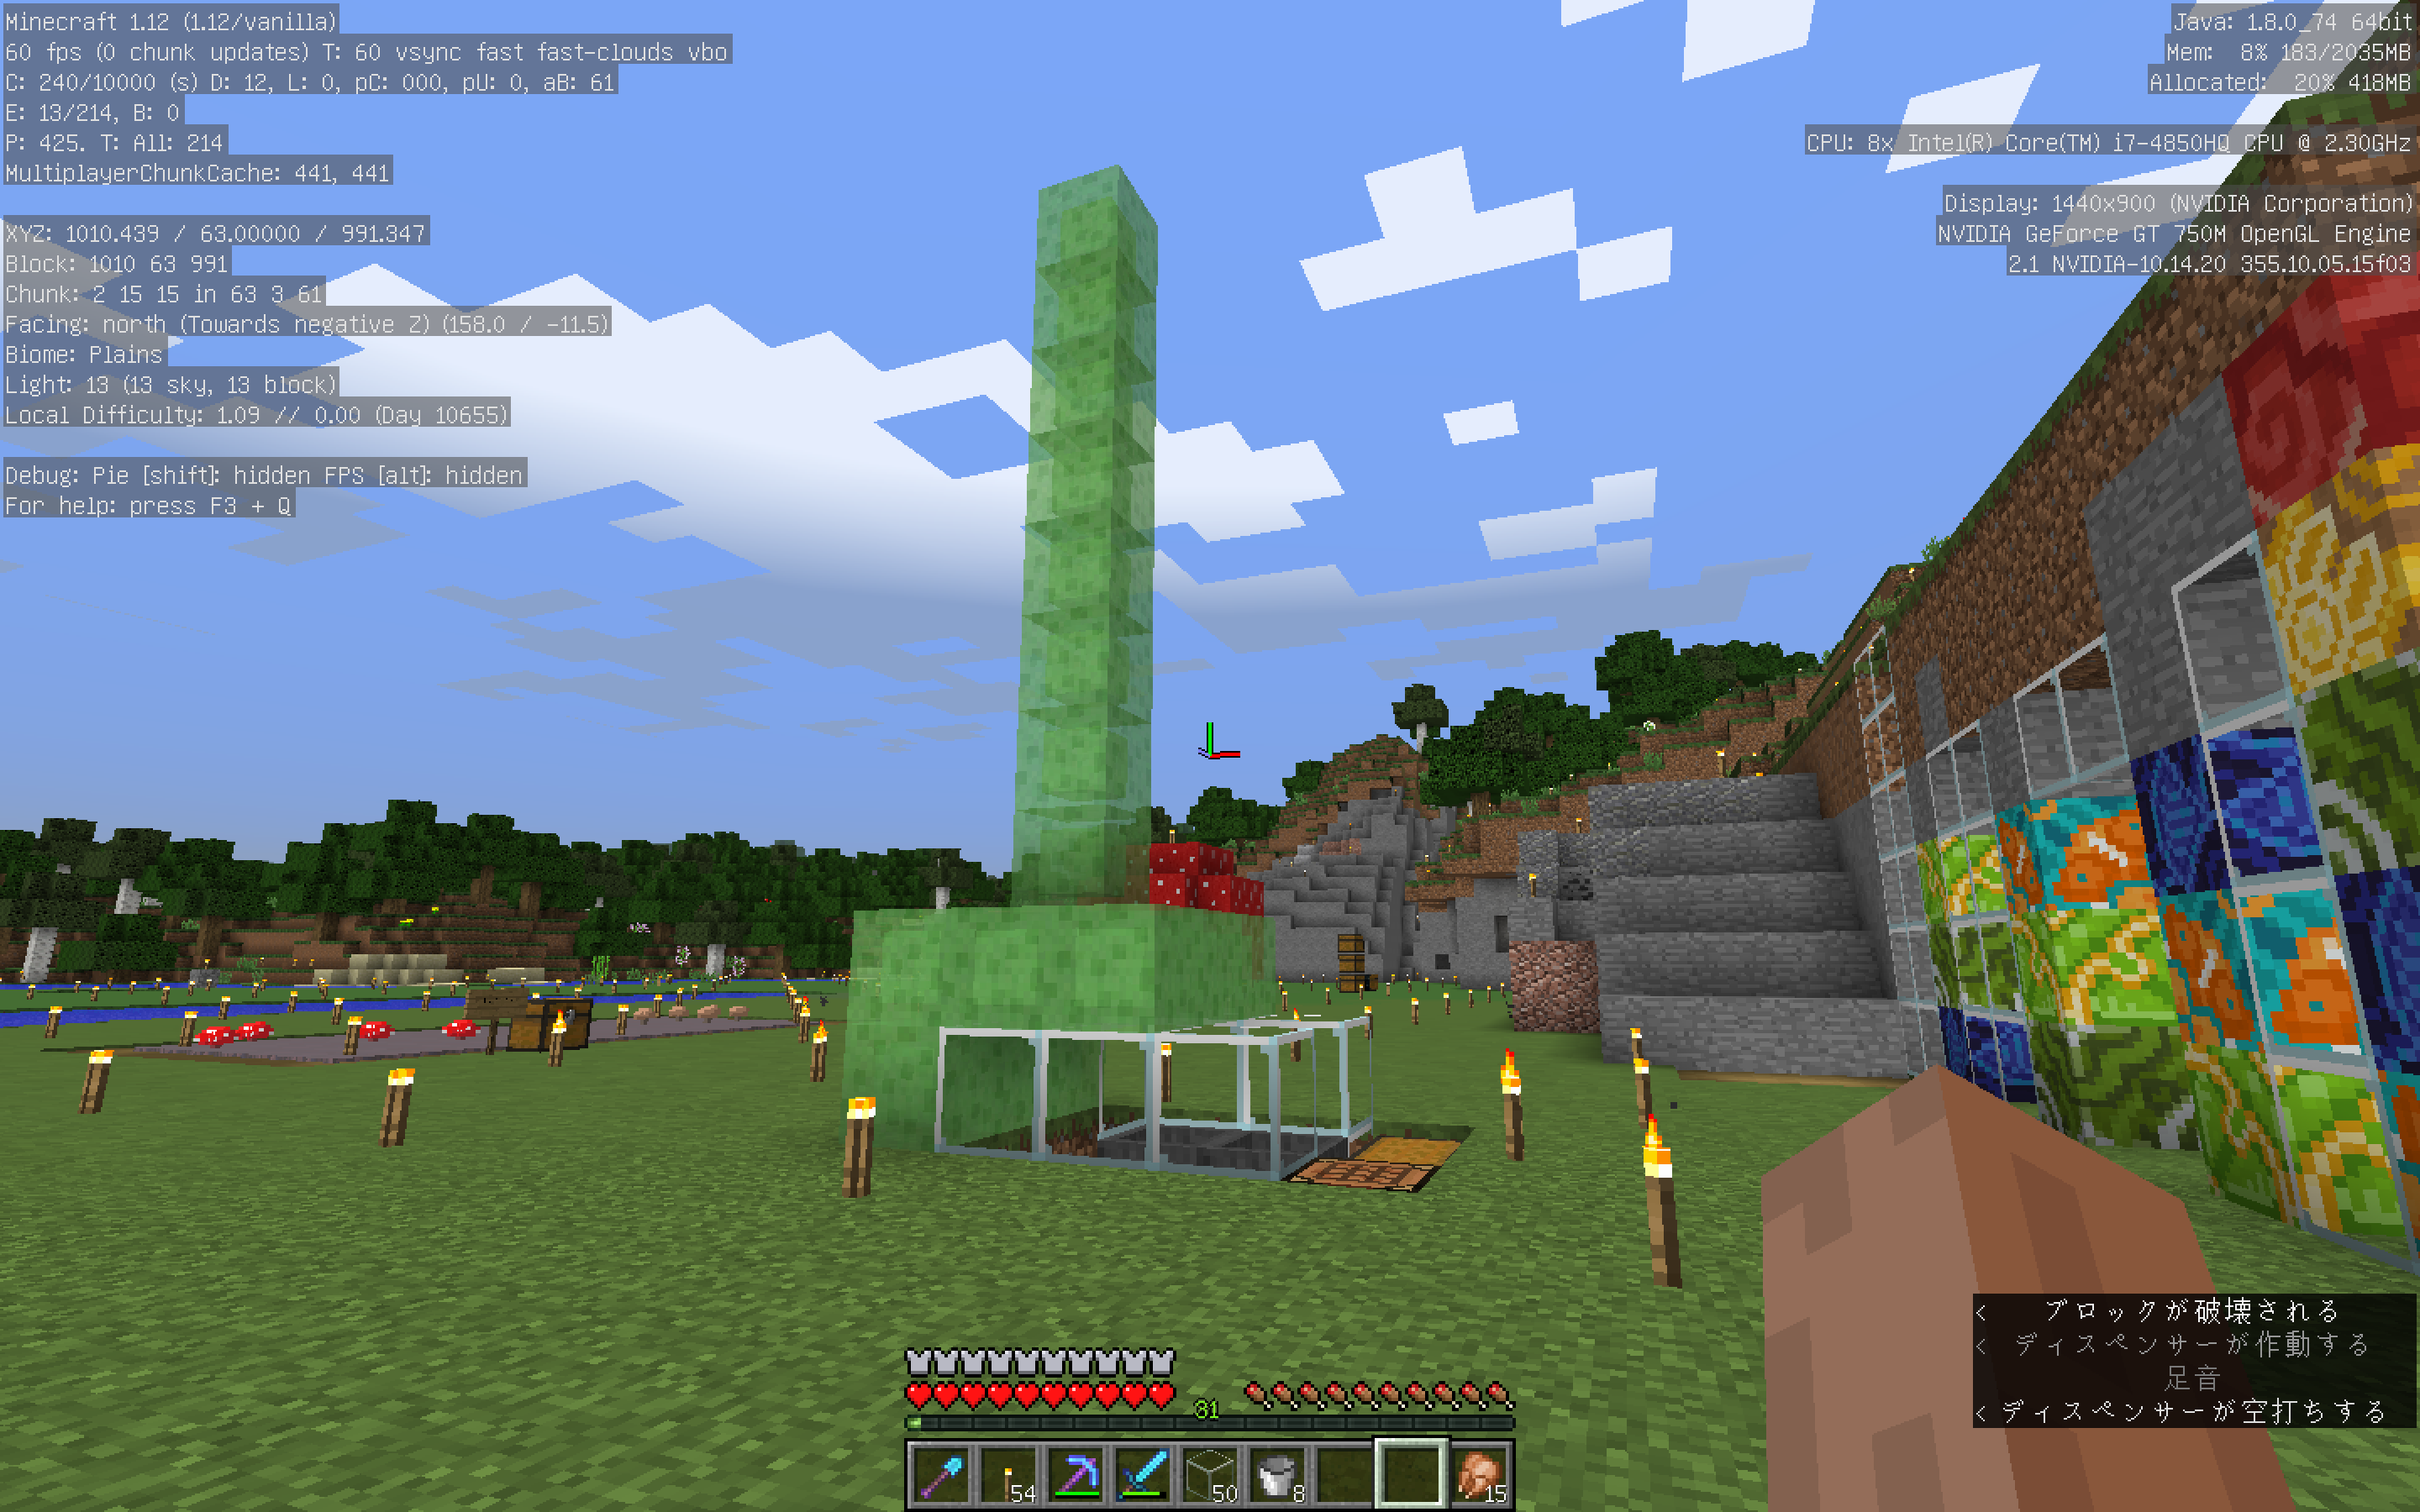 Minecraft 1.12 (1.12/vanilla)
60 fps (0 chunk updates) T: 60 vsync fast fast-clouds vbo
C: 240/10000 (s) D: 12, L: 0, pC: 000, pU: 0, aB: 61
E: 13/214, B: 0
P: 425. T: All: 214
MultiplayerChunkCache: 441, 441
XYZ: 1010.439 / 63.00000 / 991.347
Block: 1010 63 991
Chunk: 2 15 15 in 63 3 61
Facing: north (Towards negative Z) (158.0 / -11.5)
Biome: Plains
Light: 13 (13 sky, 13 block)
Local Difficulty: 1.09 // 0.00 (Day 10655)
Debug: Pie [shift]: hidden FPS [alt]: hidden
For help: press F3 + Q
Java: 1.8.0_74 64bit
Mem: 8% 183/2035MB
Allocated: 20% 418MB
CPU: 8x Intel(R) Core(TM) i7-4850HQ CPU @ 2.30GHz
Display: 1440x900 (NVIDIA Corporation)
NVIDIA GeForce GT 750M OpenGL Engine
2.1 NVIDIA-10.14.20 355.10.05.15f03
< ブロックが破壊される
< ディスペンサーが作動する
足音
< ディスペンサーが空打ちする
31
54 50 8 15